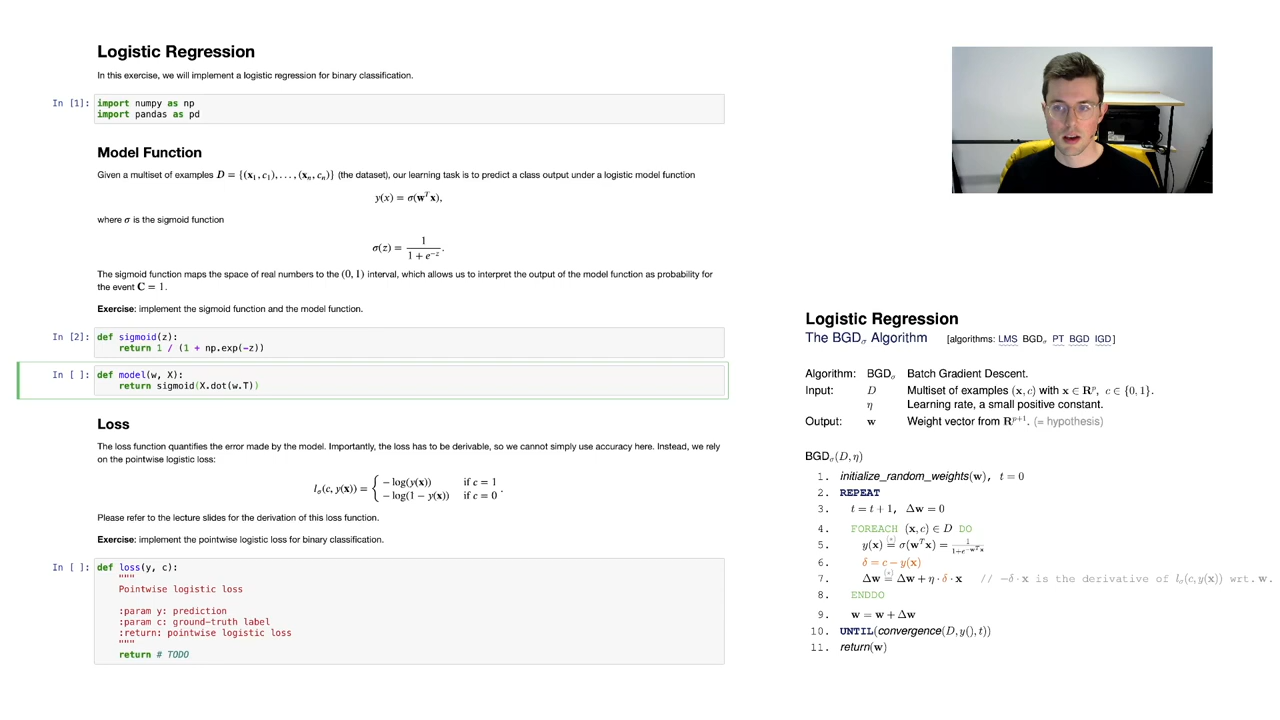 Logistic Regression
In this exercise, we will implement a logistic regression for binary classification.
In [1]: import numpy as np
import pandas as pd
Model Function
Given a multiset of examples D = {(x₁, c₁), . . . , (xₙ, cₙ)} (the dataset), our learning task is to predict a class output under a logistic model function
y(x) = σ(wᵀx),
where σ is the sigmoid function
σ(z) = 1 / (1 + e⁻ᶻ).
The sigmoid function maps the space of real numbers to the (0, 1) interval, which allows us to interpret the output of the model function as probability for
the event C = 1.
Exercise: implement the sigmoid function and the model function.
In [2]: def sigmoid(z):
return 1 / (1 + np.exp(-z))
In [ ]: def model(w, X):
return sigmoid(X.dot(w.T))
Loss
The loss function quantifies the error made by the model. Importantly, the loss has to be derivable, so we cannot simply use accuracy here. Instead, we rely
on the pointwise logistic loss:
l_σ(c, y(x)) = { − log(y(x)) if c = 1
− log(1 − y(x)) if c = 0 .
Please refer to the lecture slides for the derivation of this loss function.
Exercise: implement the pointwise logistic loss for binary classification.
In [ ]: def loss(y, c):
"""
Pointwise logistic loss
:param y: prediction
:param c: ground-truth label
:return: pointwise logistic loss
"""
return # TODO
Logistic Regression
The BGD_σ Algorithm [algorithms: LMS BGD_σ PT BGD IGD]
Algorithm: BGD_σ Batch Gradient Descent.
Input: D Multiset of examples (x, c) with x ∈ Rᵖ, c ∈ {0, 1}.
η Learning rate, a small positive constant.
Output: w Weight vector from Rᵖ⁺¹. (= hypothesis)
BGD_σ(D, η)
1. initialize_random_weights(w), t = 0
2. REPEAT
3. t = t + 1, Δw = 0
4. FOREACH (x, c) ∈ D DO
5. y(x) (*)= σ(wᵀx) = 1 / (1+e^(−wᵀx))
6. δ = c − y(x)
7. Δw (*)= Δw + η · δ · x // −δ · x is the derivative of l_σ(c, y(x)) wrt. w.
8. ENDDO
9. w = w + Δw
10. UNTIL(convergence(D, y(), t))
11. return(w)